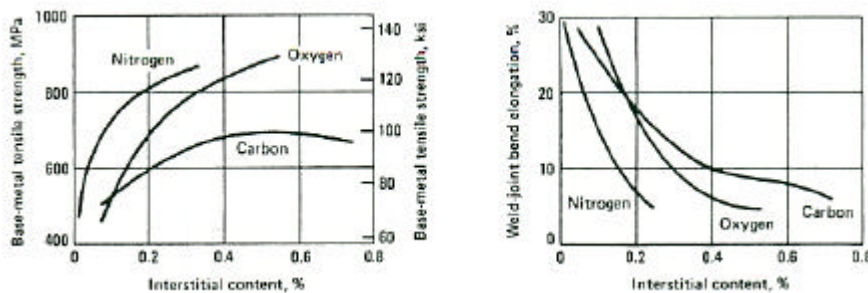 Base-metal tensile strength, MPa
1000
800
600
400
Nitrogen
Oxygen
Carbon
140
120
100
80
60
Base-metal tensile strength, ksi
0
0.2
0.4
0.6
0.8
Interstitial content, %
Weld-joint bend elongation, %
30
20
10
0
Nitrogen
Oxygen
Carbon
0
0.2
0.4
0.6
0.8
Interstitial content, %